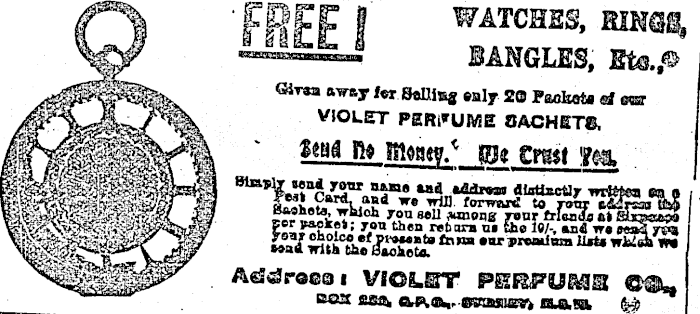 FREE!
WATCHES, RINGS,
BANGLES, Etc.,
Given away for Selling only 20 Packets of our
VIOLET PERFUME SACHETS.
Send No Money. We Trust You.
Simply send your name and address distinctly written on a
Post Card, and we will forward to your address the
Sachets, which you sell among your friends at Sixpence
per packet; you then return us the 10/-, and we send you
your choice of presents from our premium lists which we
send with the Sachets.
Address: VIOLET PERFUME CO.,
BOX G.P.O., SYDNEY, N.S.W.